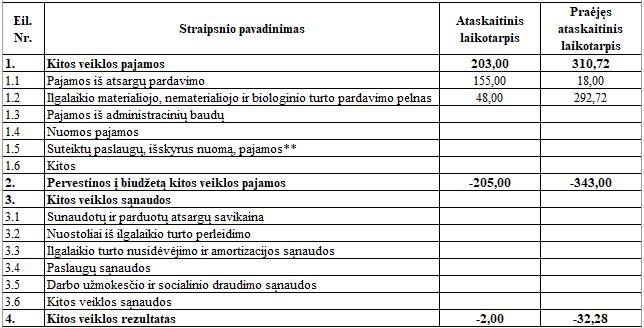 Eil. Nr. Straipsnio pavadinimas Ataskaitinis laikotarpis Praėjęs ataskaitinis laikotarpis
1. Kitos veiklos pajamos 203,00 310,72
1.1 Pajamos iš atsargų pardavimo 155,00 18,00
1.2 Ilgalaikio materialiojo, nematerialiojo ir biologinio turto pardavimo pelnas 48,00 292,72
1.3 Pajamos iš administracinių baudų
1.4 Nuomos pajamos
1.5 Suteiktų paslaugų, išskyrus nuomą, pajamos**
1.6 Kitos
2. Pervestinos į biudžetą kitos veiklos pajamos -205,00 -343,00
3. Kitos veiklos sąnaudos
3.1 Sunaudotų ir parduotų atsargų savikaina
3.2 Nuostoliai iš ilgalaikio turto perleidimo
3.3 Ilgalaikio turto nusidėvėjimo ir amortizacijos sąnaudos
3.4 Paslaugų sąnaudos
3.5 Darbo užmokesčio ir socialinio draudimo sąnaudos
3.6 Kitos veiklos sąnaudos
4. Kitos veiklos rezultatas -2,00 -32,28